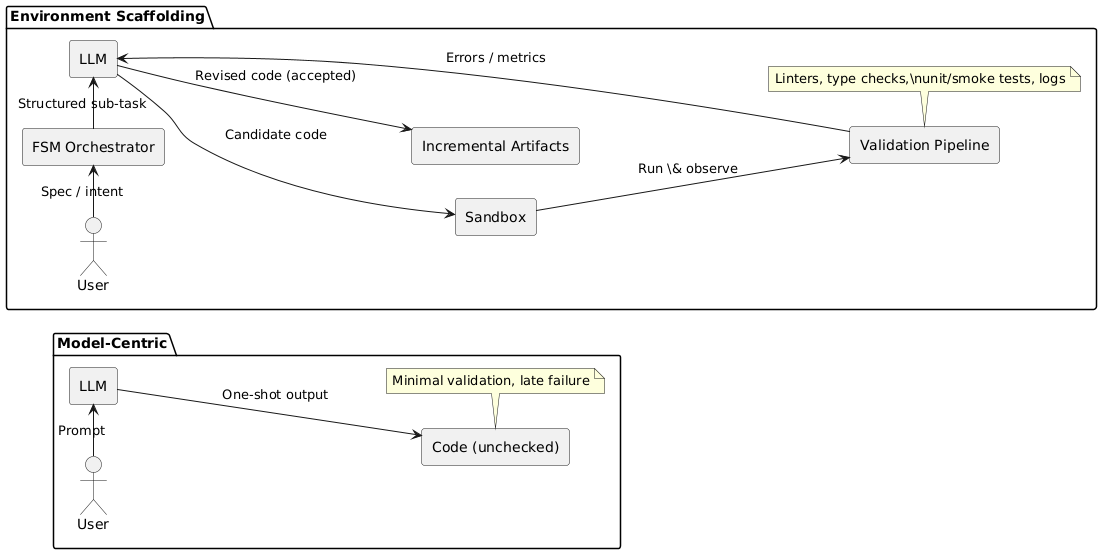 Environment Scaffolding
LLM
Errors / metrics
Revised code (accepted)
Linters, type checks,\nunit/smoke tests, logs
Structured sub-task
Candidate code
FSM Orchestrator
Incremental Artifacts
Validation Pipeline
Run \& observe
Spec / intent
Sandbox
User
Model-Centric
LLM
One-shot output
Minimal validation, late failure
Prompt
Code (unchecked)
User